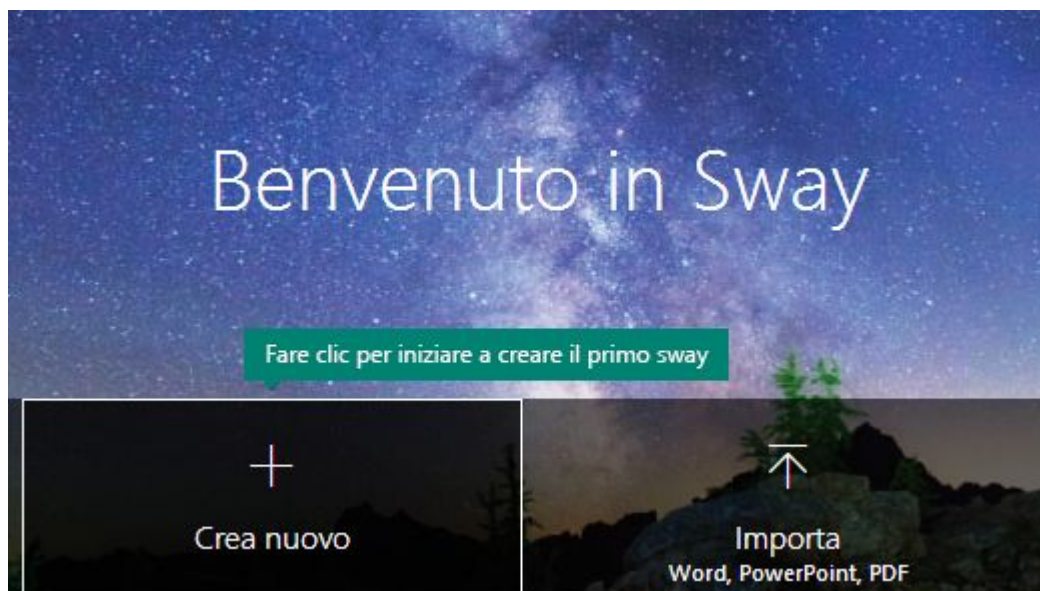 Benvenuto in Sway
Fare clic per iniziare a creare il primo sway
Crea nuovo
Importa
Word, PowerPoint, PDF